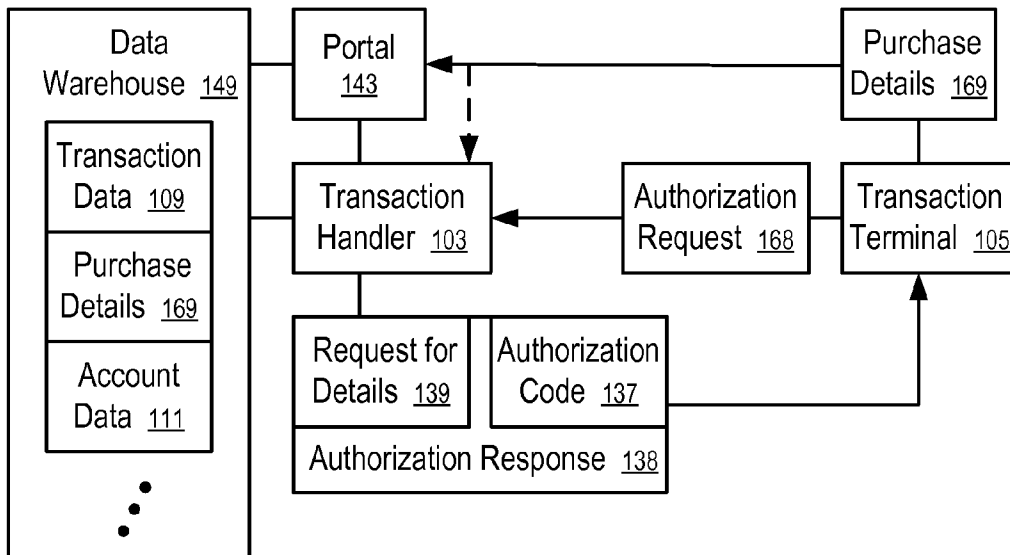 Data
Warehouse 149
Transaction
Data 109
Purchase
Details 169
Account
Data 111
Portal
143
Transaction
Handler 103
Request for
Details 139
Authorization
Code 137
Authorization Response 138
Authorization
Request 168
Purchase
Details 169
Transaction
Terminal 105